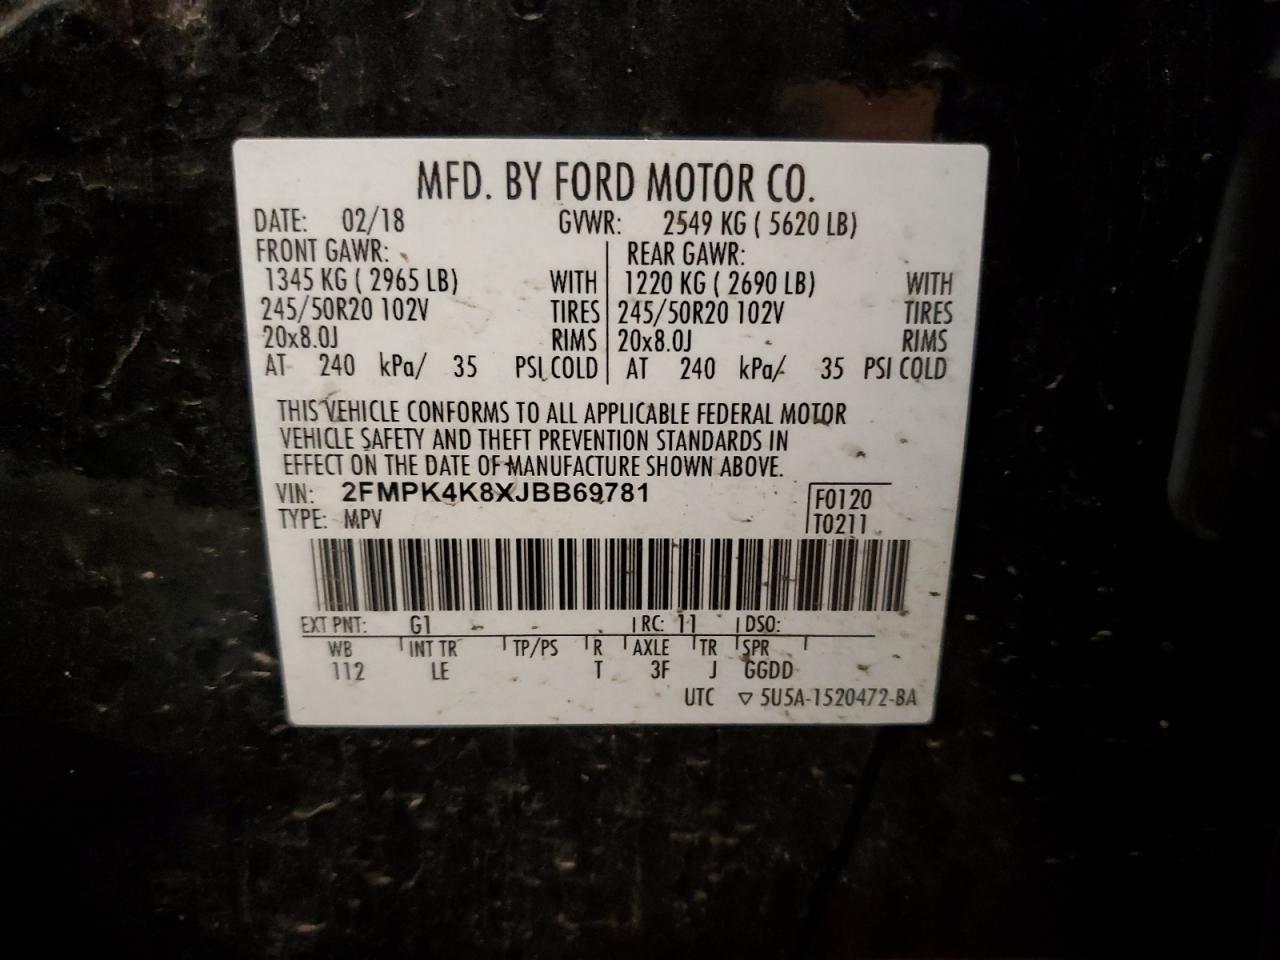 MFD. BY FORD MOTOR CO.
DATE: 02/18 GVWR: 2549 KG ( 5620 LB)
FRONT GAWR: REAR GAWR:
1345 KG ( 2965 LB) WITH 1220 KG ( 2690 LB) WITH
245/50R20 102V TIRES 245/50R20 102V TIRES
20x8.0J RIMS 20x8.0J RIMS
AT 240 kPa/ 35 PSI COLD AT 240 kPa/ 35 PSI COLD
THIS VEHICLE CONFORMS TO ALL APPLICABLE FEDERAL MOTOR
VEHICLE SAFETY AND THEFT PREVENTION STANDARDS IN
EFFECT ON THE DATE OF MANUFACTURE SHOWN ABOVE.
VIN: 2FMPK4K8XJBB69781 F0120
TYPE: MPV T0211
EXT PNT: G1 RC: 11 DSO:
WB INT TR TP/PS R AXLE TR SPR
112 LE T 3F J GGDD
UTC ▽ 5U5A-1520472-BA